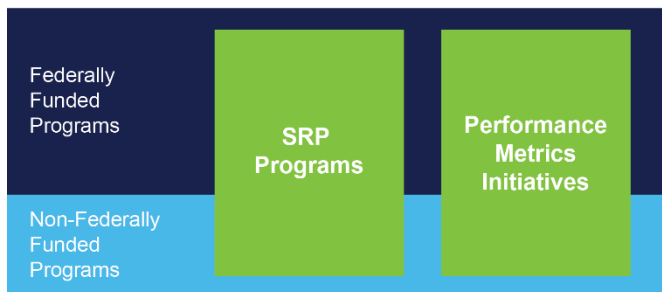 Federally
Funded
Programs
SRP
Programs
Performance
Metrics
Initiatives
Non-Federally
Funded
Programs